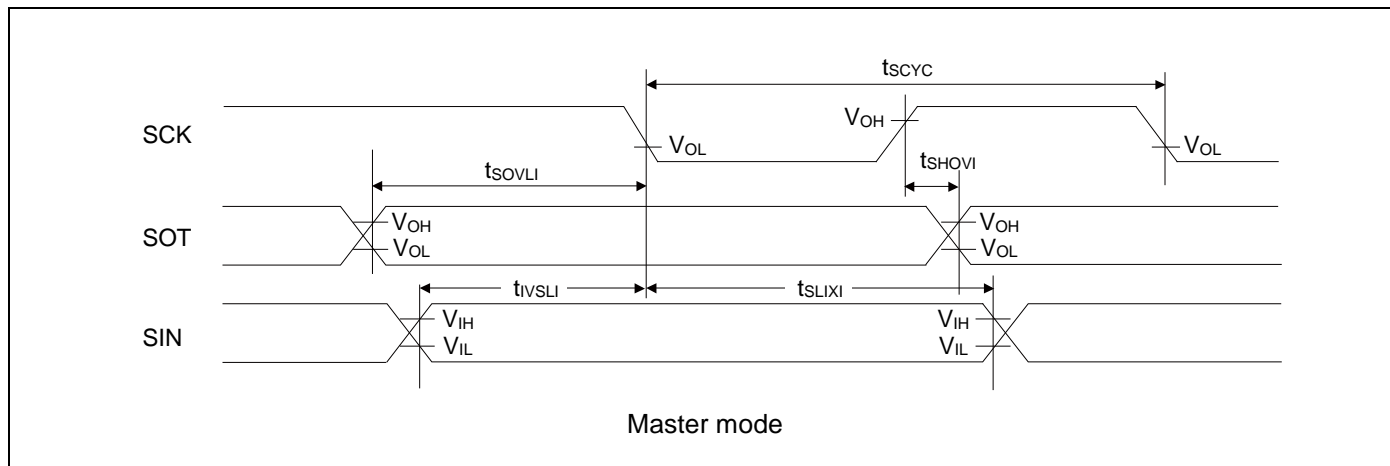 tSCYC
SCK
VOH
VOL
VOL
tSHOVI
tSOVLI
SOT
VOH
VOL
VOH
VOL
tIVSLI
tSLIXI
SIN
VIH
VIL
VIH
VIL
Master mode